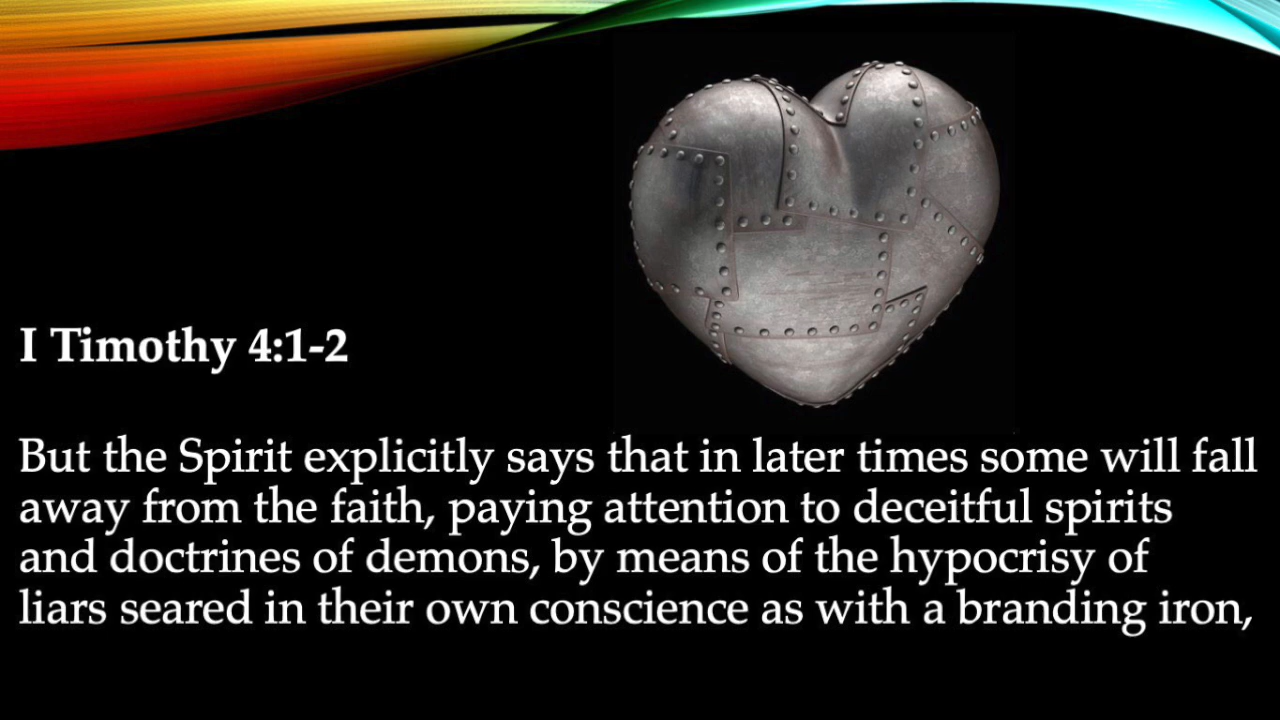 I Timothy 4:1-2
But the Spirit explicitly says that in later times some will fall
away from the faith, paying attention to deceitful spirits
and doctrines of demons, by means of the hypocrisy of
liars seared in their own conscience as with a branding iron,